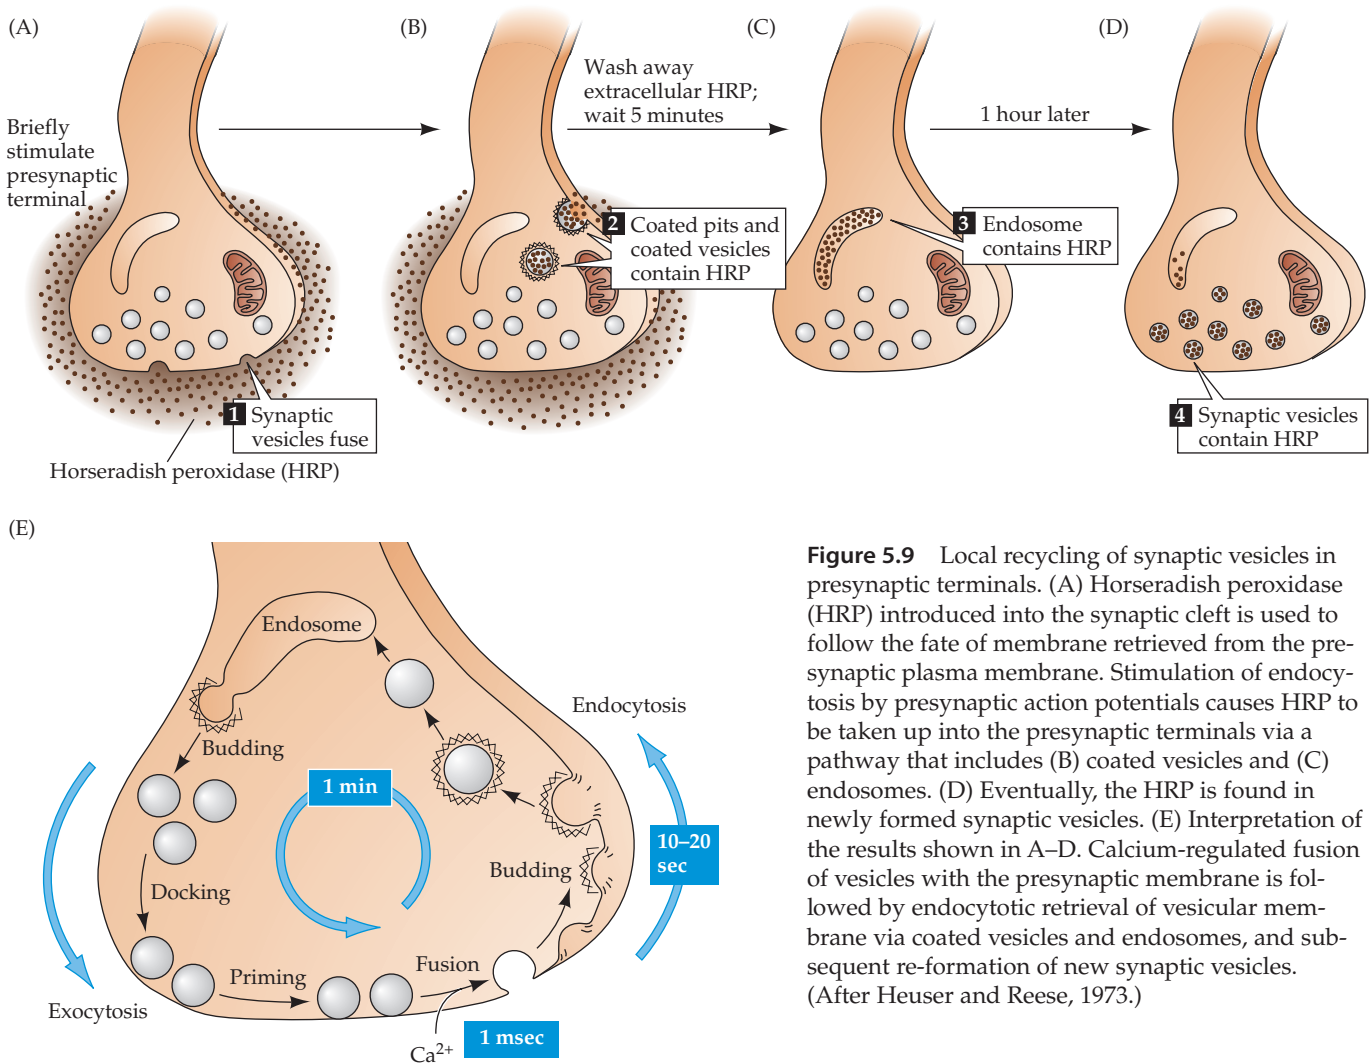 (A)
Briefly
stimulate
presynaptic
terminal
1 Synaptic
vesicles fuse
Horseradish peroxidase (HRP)
(B)
2 Coated pits and
coated vesicles
contain HRP
Wash away
extracellular HRP;
wait 5 minutes
(C)
3 Endosome
contains HRP
1 hour later
(D)
4 Synaptic vesicles
contain HRP
(E)
Endosome
Budding
Docking
Exocytosis
Priming
Fusion
Ca2+
1 msec
1 min
Budding
Endocytosis
10–20
sec
Figure 5.9 Local recycling of synaptic vesicles in
presynaptic terminals. (A) Horseradish peroxidase
(HRP) introduced into the synaptic cleft is used to
follow the fate of membrane retrieved from the pre-
synaptic plasma membrane. Stimulation of endocy-
tosis by presynaptic action potentials causes HRP to
be taken up into the presynaptic terminals via a
pathway that includes (B) coated vesicles and (C)
endosomes. (D) Eventually, the HRP is found in
newly formed synaptic vesicles. (E) Interpretation of
the results shown in A–D. Calcium-regulated fusion
of vesicles with the presynaptic membrane is fol-
lowed by endocytotic retrieval of vesicular mem-
brane via coated vesicles and endosomes, and sub-
sequent re-formation of new synaptic vesicles.
(After Heuser and Reese, 1973.)